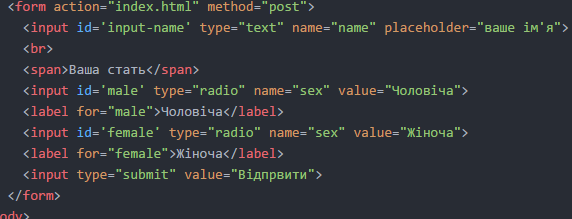 <form action="index.html" method="post">
<input id='input-name' type="text" name="name" placeholder="ваше ім'я">
<br>
<span>Ваша стать</span>
<input id='male' type="radio" name="sex" value="Чоловіча">
<label for="male">Чоловіча</label>
<input id='female' type="radio" name="sex" value="Жіноча">
<label for="female">Жіноча</label>
<input type="submit" value="Відпрвити">
</form>
ody>